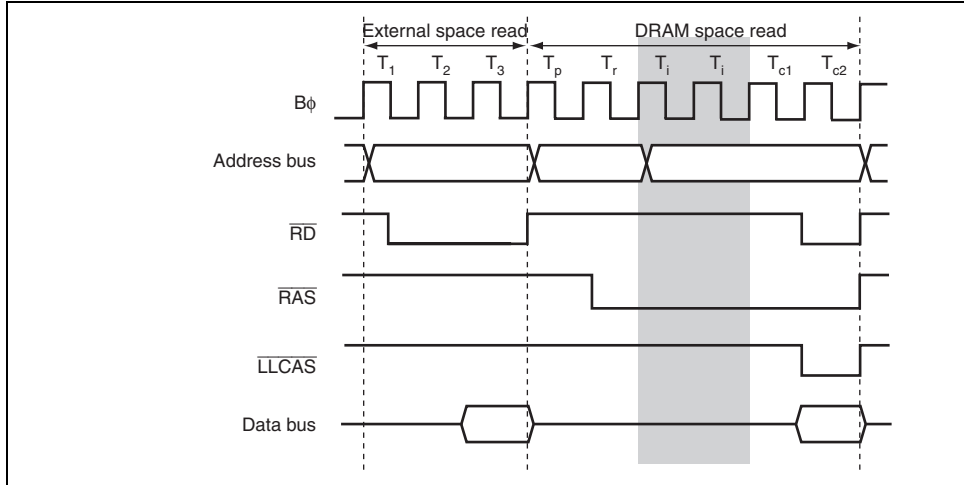 External space read DRAM space read
T1 T2 T3 Tp Tr Ti Ti Tc1 Tc2
Bϕ
Address bus
RD
RAS
LLCAS
Data bus